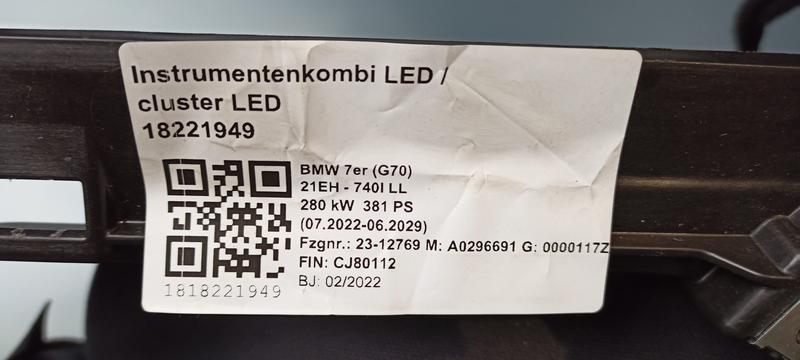 Instrumentenkombi LED /
cluster LED
18221949
BMW 7er (G70)
21EH - 740I LL
280 kW 381 PS
(07.2022-06.2029)
Fzgnr.: 23-12769 M: A0296691 G: 0000117Z
FIN: CJ80112
BJ: 02/2022
1818221949